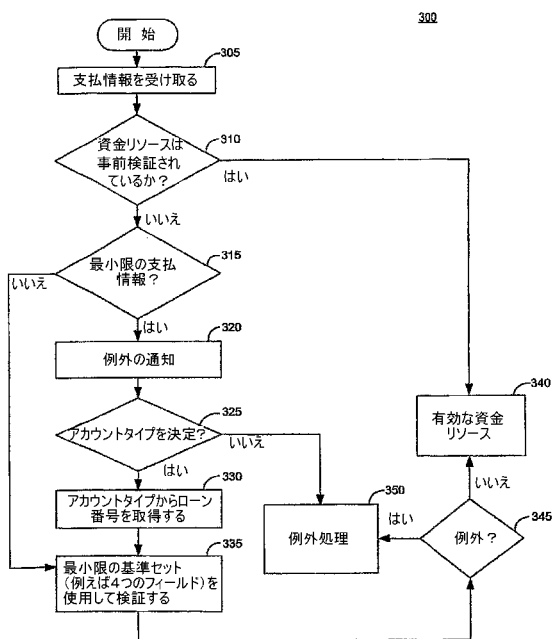 300
開 始
305
支払情報を受け取る
310
資金リソースは
事前検証され
ているか？
はい
いいえ
315
最小限の支払
情報？
いいえ
はい
320
例外の通知
325
アカウントタイプを決定？
いいえ
はい
330
アカウントタイプからローン
番号を取得する
335
最小限の基準セット
（例えば4つのフィールド）を
使用して検証する
340
有効な資金
リソース
いいえ
345
例外？
はい
350
例外処理